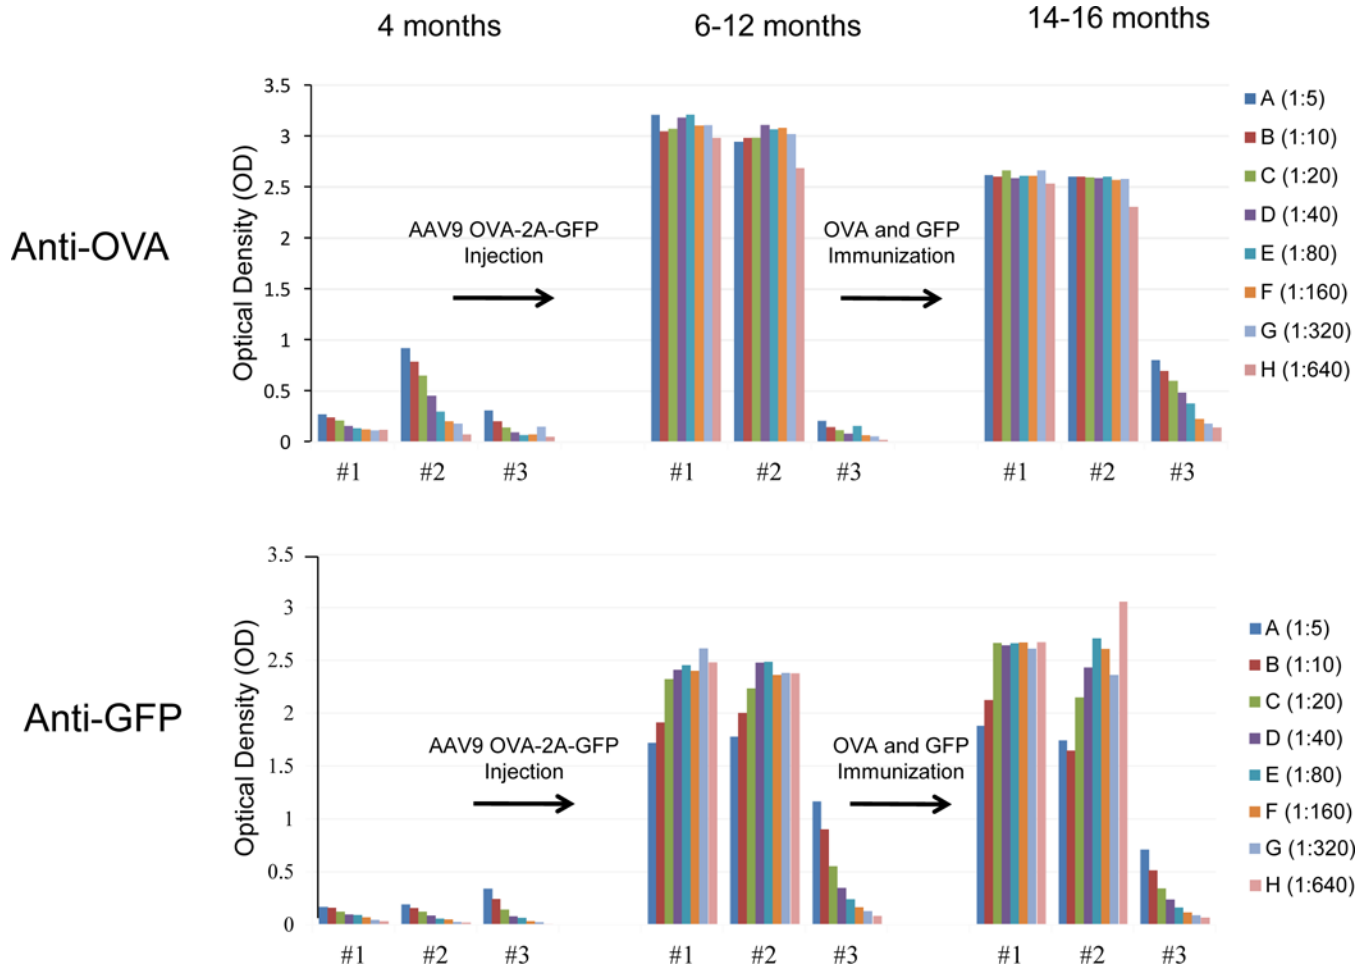 4 months
6-12 months
14-16 months
Anti-OVA
Optical Density (OD)
3.5
3
2.5
2
1.5
1
0.5
0
AAV9 OVA-2A-GFP
Injection
OVA and GFP
Immunization
#1
#2
#3
#1
#2
#3
#1
#2
#3
A (1:5)
B (1:10)
C (1:20)
D (1:40)
E (1:80)
F (1:160)
G (1:320)
H (1:640)
Anti-GFP
Optical Density (OD)
3.5
3
2.5
2
1.5
1
0.5
0
AAV9 OVA-2A-GFP
Injection
OVA and GFP
Immunization
#1
#2
#3
#1
#2
#3
#1
#2
#3
A (1:5)
B (1:10)
C (1:20)
D (1:40)
E (1:80)
F (1:160)
G (1:320)
H (1:640)